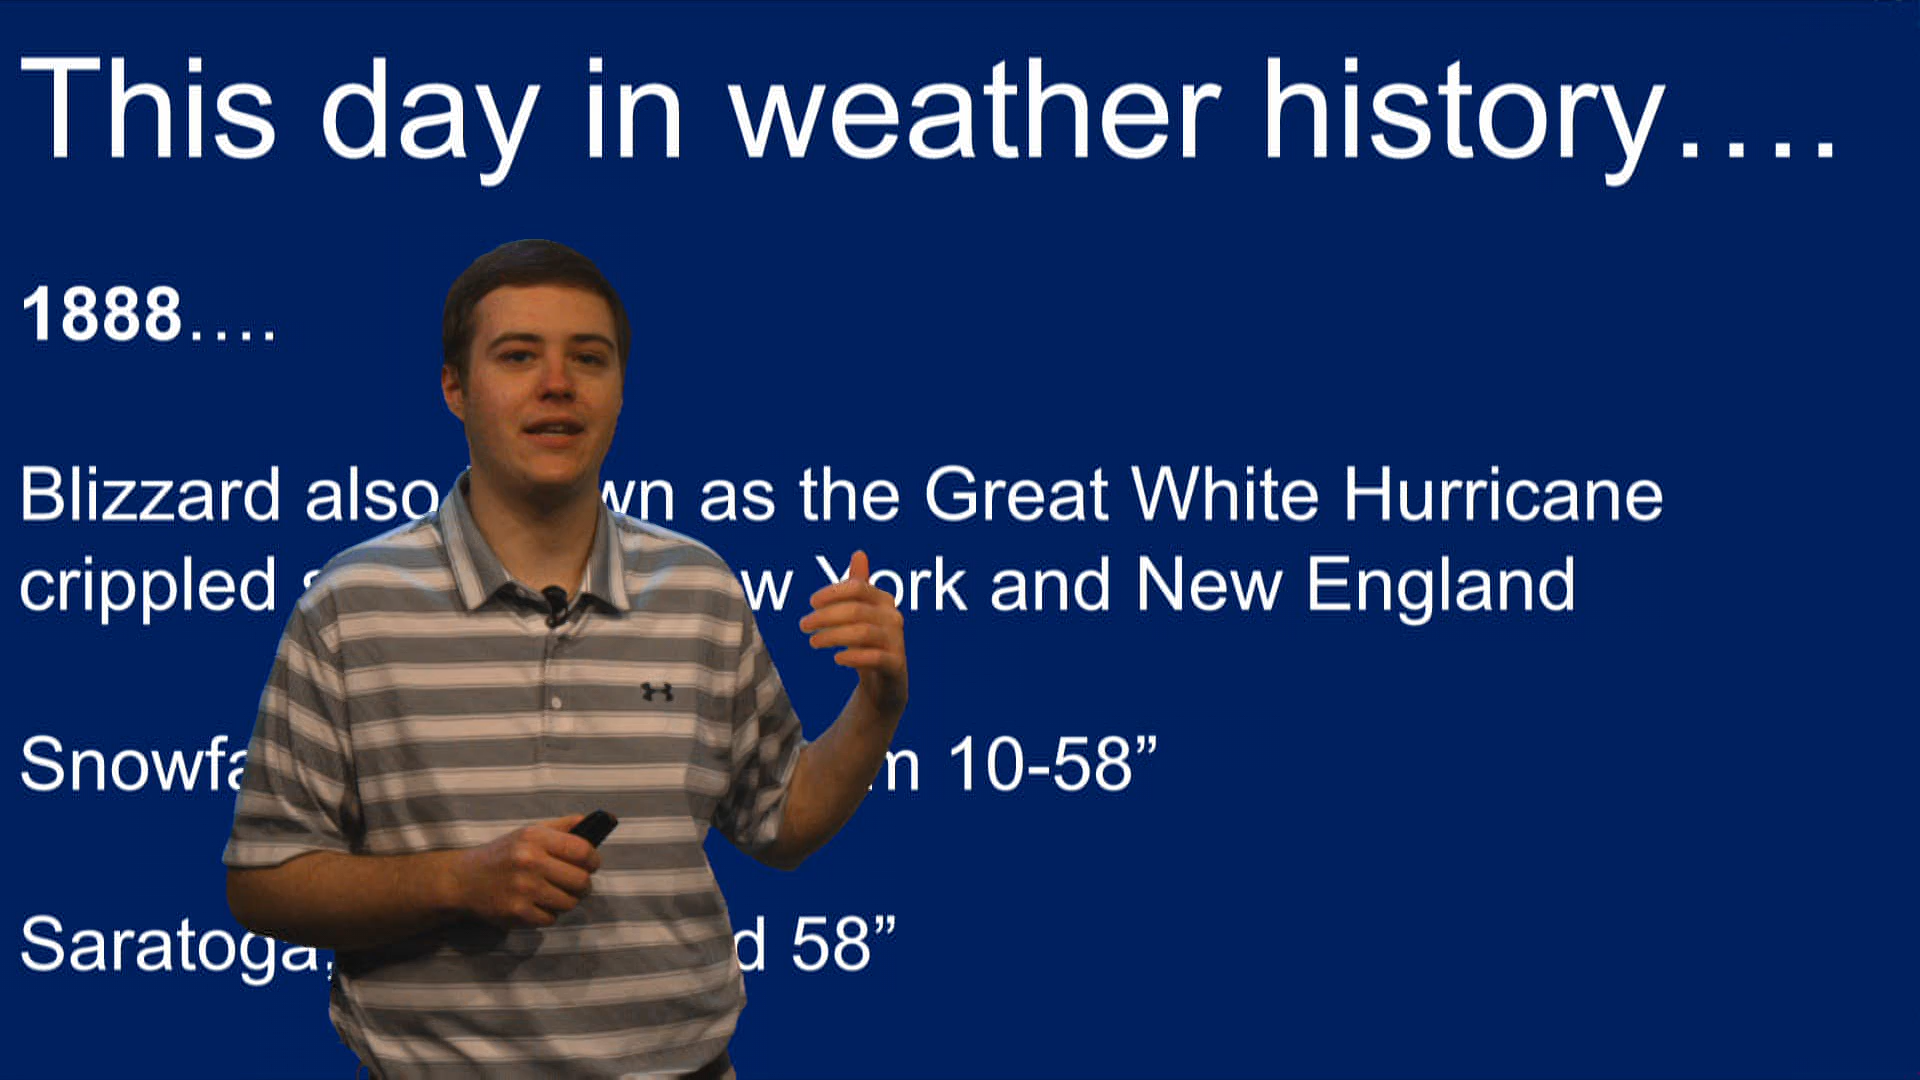 This day in weather history….
1888….
Blizzard also wn as the Great White Hurricane
crippled w York and New England
Snowfa m 10-58”
Saratoga, d 58”